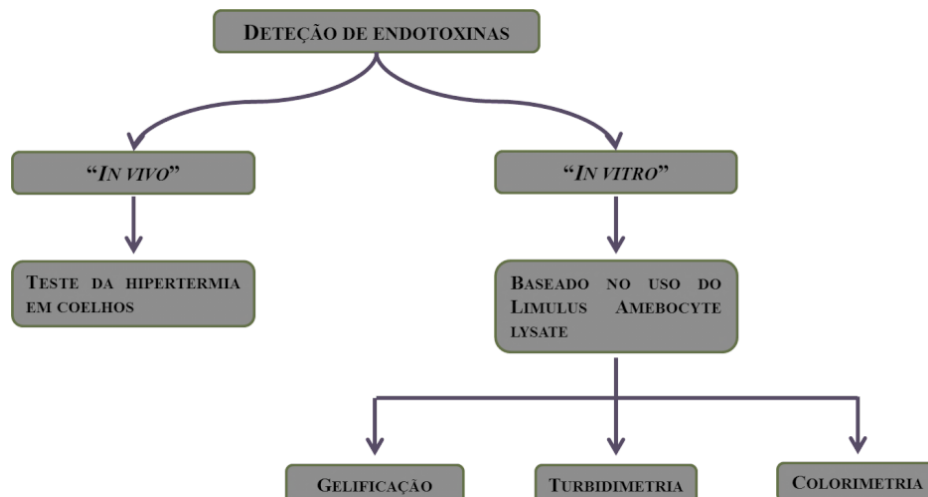 DETEÇÃO DE ENDOTOXINAS
“IN VIVO”
“IN VITRO”
TESTE DA HIPERTERMIA
EM COELHOS
BASEADO NO USO DO
LIMULUS AMEBOCYTE
LYSATE
GELIFICAÇÃO
TURBIDIMETRIA
COLORIMETRIA